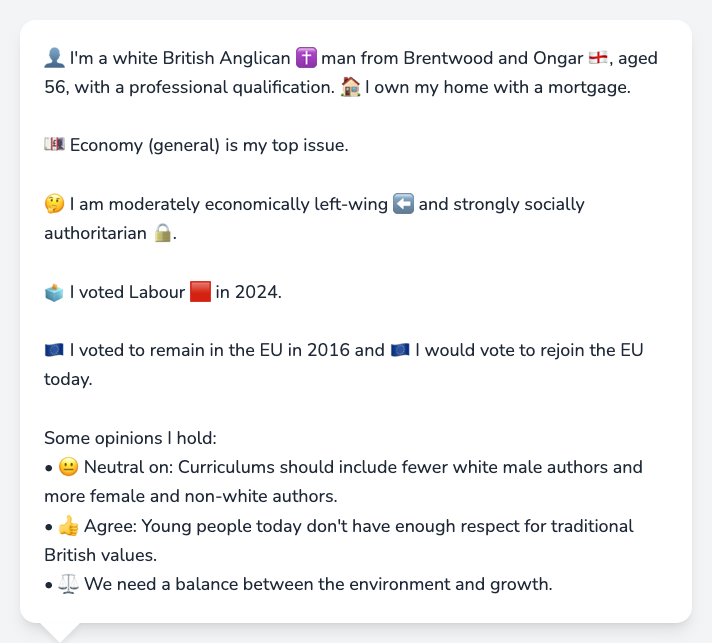 👤 I'm a white British Anglican ✝️ man from Brentwood and Ongar 🏴󠁧󠁢󠁥󠁮󠁧󠁿, aged
56, with a professional qualification. 🏠 I own my home with a mortgage.
💷 Economy (general) is my top issue.
🤔 I am moderately economically left-wing ⬅️ and strongly socially
authoritarian 🔒.
🗳️ I voted Labour 🟥 in 2024.
🇪🇺 I voted to remain in the EU in 2016 and 🇪🇺 I would vote to rejoin the EU
today.
Some opinions I hold:
• 😐 Neutral on: Curriculums should include fewer white male authors and
more female and non-white authors.
• 👍 Agree: Young people today don't have enough respect for traditional
British values.
• ⚖️ We need a balance between the environment and growth.